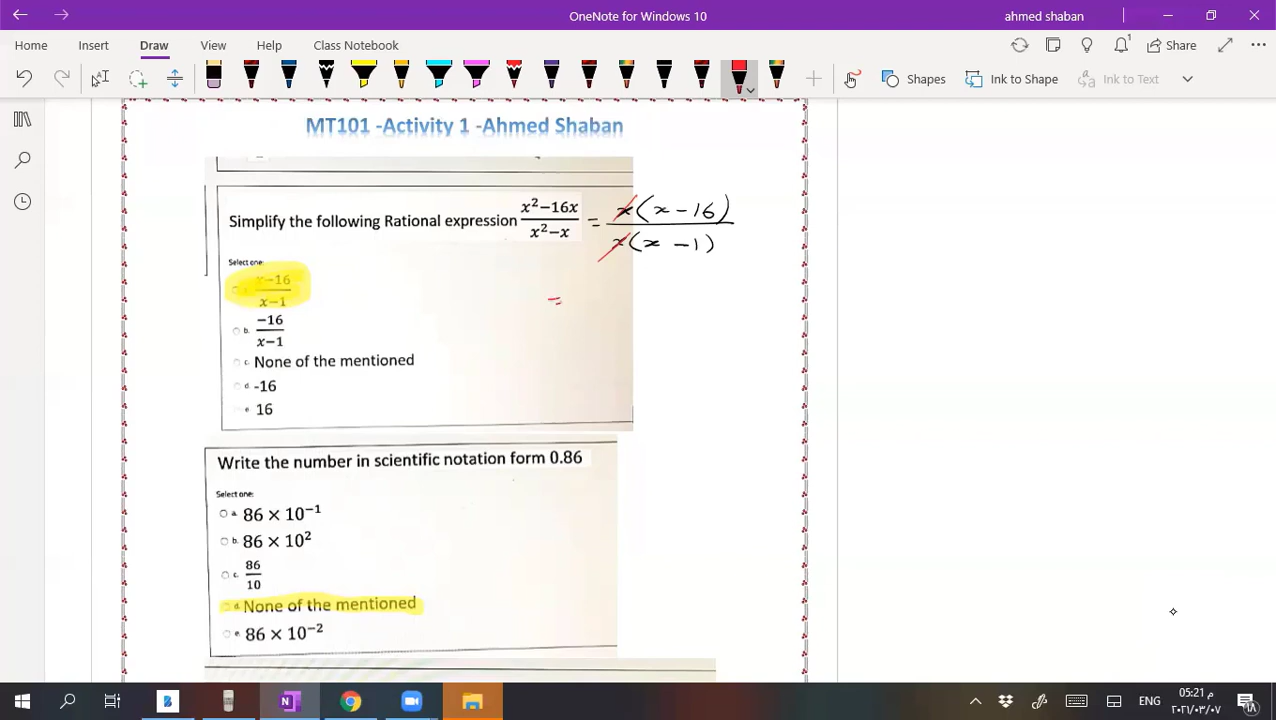 OneNote for Windows 10
ahmed shaban
Home Insert Draw View Help Class Notebook
Share
Shapes
Ink to Shape
Ink to Text
MT101 -Activity 1 -Ahmed Shaban
Simplify the following Rational expression (x²−16x)/(x²−x) = x(x−16)/x(x−1)
Select one:
x−16/x−1
=
b. −16/x−1
c. None of the mentioned
d. -16
e. 16
Write the number in scientific notation form 0.86
Select one:
a. 86 × 10⁻¹
b. 86 × 10²
c. 86/10
d. None of the mentioned
e. 86 × 10⁻²
ENG
05:21 م
٢٠٢١/٠٣/٠٧